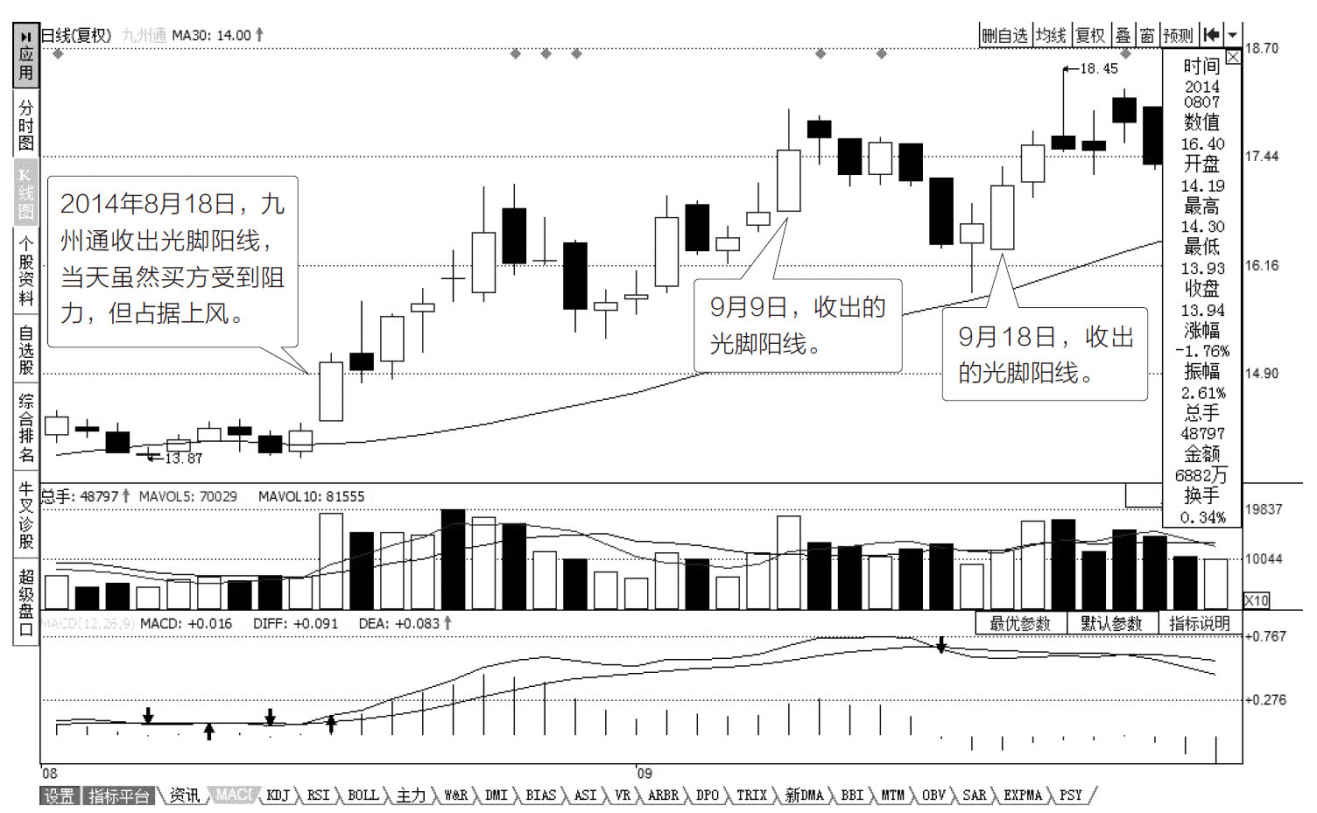 日线(复权) 九州通 MA30: 14.00↑
删自选 均线 复权 叠 窗 预测
应用
分时图
K线图
个股资料
自选股
综合排名
牛叉诊股
超级盘口
18.70
17.44
16.16
14.90
←18.45
←13.87
2014年8月18日，九
州通收出光脚阳线，
当天虽然买方受到阻
力，但占据上风。
9月9日，收出的
光脚阳线。
9月18日，收出
的光脚阳线。
时间
2014
0807
数值
16.40
开盘
14.19
最高
14.30
最低
13.93
收盘
13.94
涨幅
-1.76%
振幅
2.61%
总手
48797
金额
6882万
换手
0.34%
总手: 48797↑ MAVOL5: 70029 MAVOL10: 81555
19837
10044
X10
MACD(12,26,9) MACD: +0.016 DIFF: +0.091 DEA: +0.083↑
最优参数 默认参数 指标说明
+0.767
+0.276
08 09
设置 指标平台 资讯 MACD KDJ RSI BOLL 主力 W&R DMI BIAS ASI VR ARBR DPO TRIX 新DMA BBI MTM OBV SAR EXPMA PSY